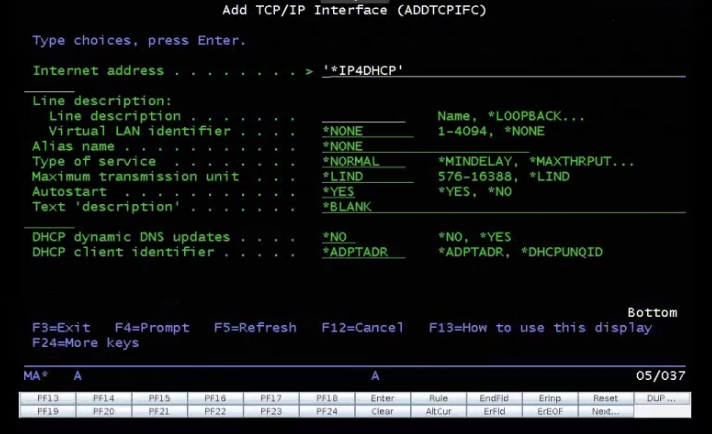 Add TCP/IP Interface (ADDTCPIFC)
Type choices, press Enter.
Internet address . . . . . . . . > '*IP4DHCP'
Line description:
Line description . . . . . . . Name, *LOOPBACK...
Virtual LAN identifier . . . . *NONE 1-4094, *NONE
Alias name . . . . . . . . . . . *NONE
Type of service . . . . . . . . *NORMAL *MINDELAY, *MAXTHRPUT...
Maximum transmission unit . . . *LIND 576-16388, *LIND
Autostart . . . . . . . . . . . *YES *YES, *NO
Text 'description' . . . . . . . *BLANK
DHCP dynamic DNS updates . . . . *NO *NO, *YES
DHCP client identifier . . . . . *ADPTADR *ADPTADR, *DHCPUNQID
Bottom
F3=Exit F4=Prompt F5=Refresh F12=Cancel F13=How to use this display
F24=More keys
MA* A A 05/037
PF13 PF14 PF15 PF16 PF17 PF18 Enter Rule EndFld ErInp Reset DUP ...
PF19 PF20 PF21 PF22 PF23 PF24 Clear AltCur ErFld ErEOF Next...